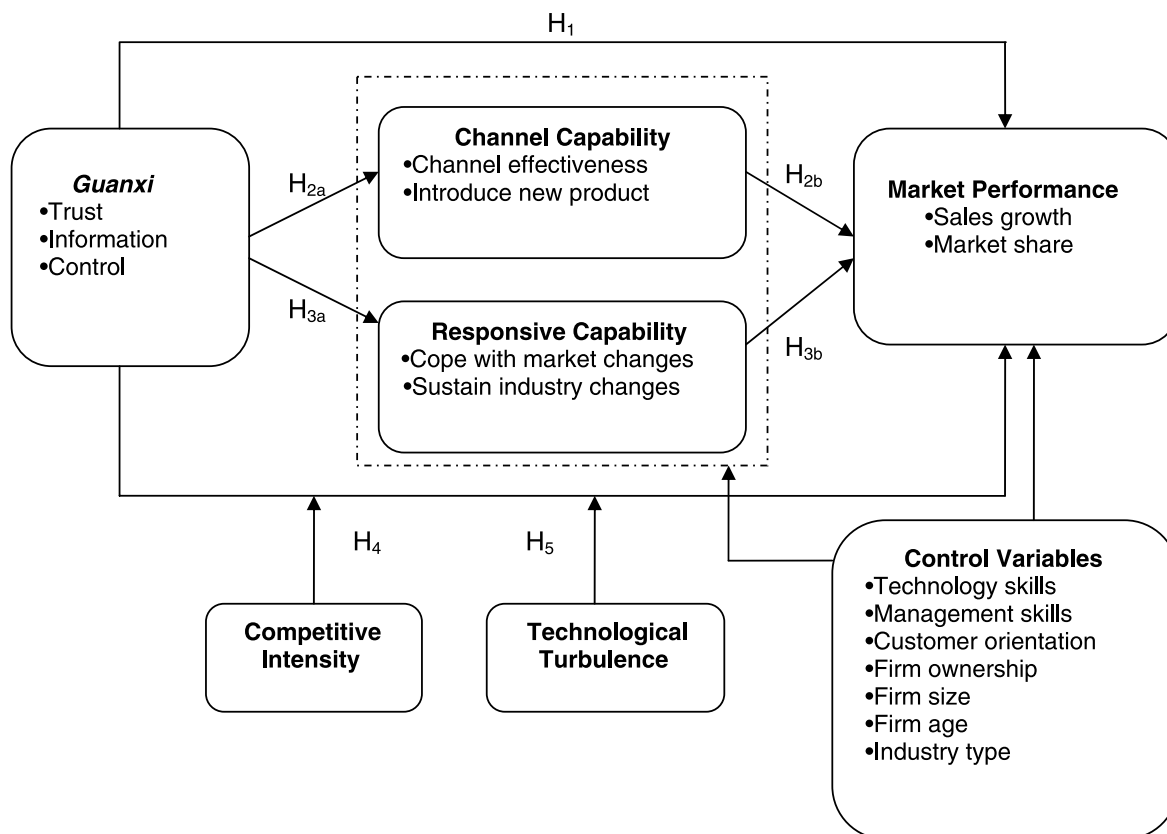 H1
Guanxi
•Trust
•Information
•Control
H2a
H3a
Channel Capability
•Channel effectiveness
•Introduce new product
Responsive Capability
•Cope with market changes
•Sustain industry changes
H2b
H3b
Market Performance
•Sales growth
•Market share
H4
H5
Competitive
Intensity
Technological
Turbulence
Control Variables
•Technology skills
•Management skills
•Customer orientation
•Firm ownership
•Firm size
•Firm age
•Industry type